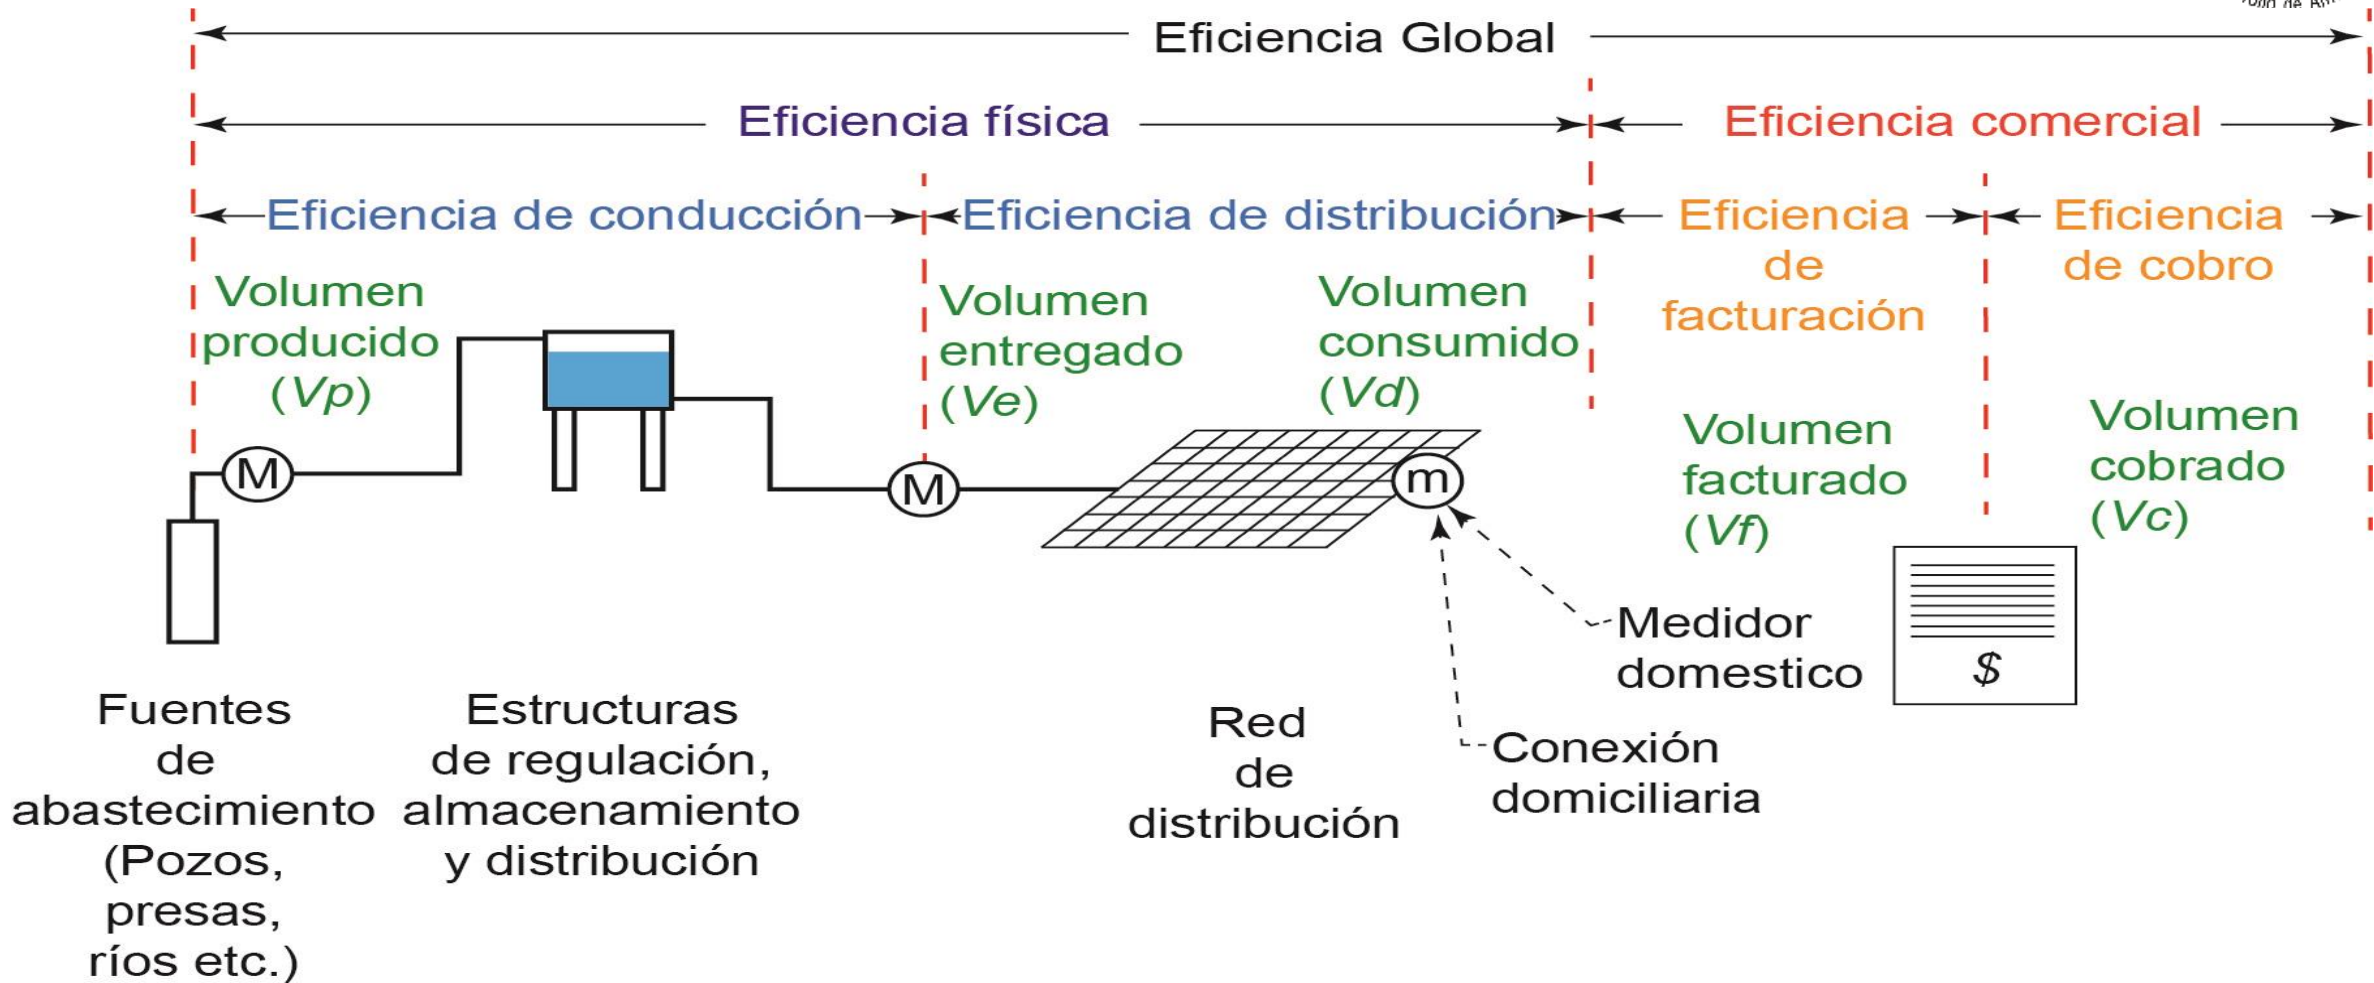 Eficiencia Global
Eficiencia física
Eficiencia comercial
Eficiencia de conducción
Eficiencia de distribución
Eficiencia
de
facturación
Eficiencia
de cobro
Volumen
producido
(Vp)
Volumen
entregado
(Ve)
Volumen
consumido
(Vd)
Volumen
facturado
(Vf)
Volumen
cobrado
(Vc)
M
M
m
$
Medidor
domestico
Conexión
domiciliaria
Fuentes
de
abastecimiento
(Pozos,
presas,
ríos etc.)
Estructuras
de regulación,
almacenamiento
y distribución
Red
de
distribución